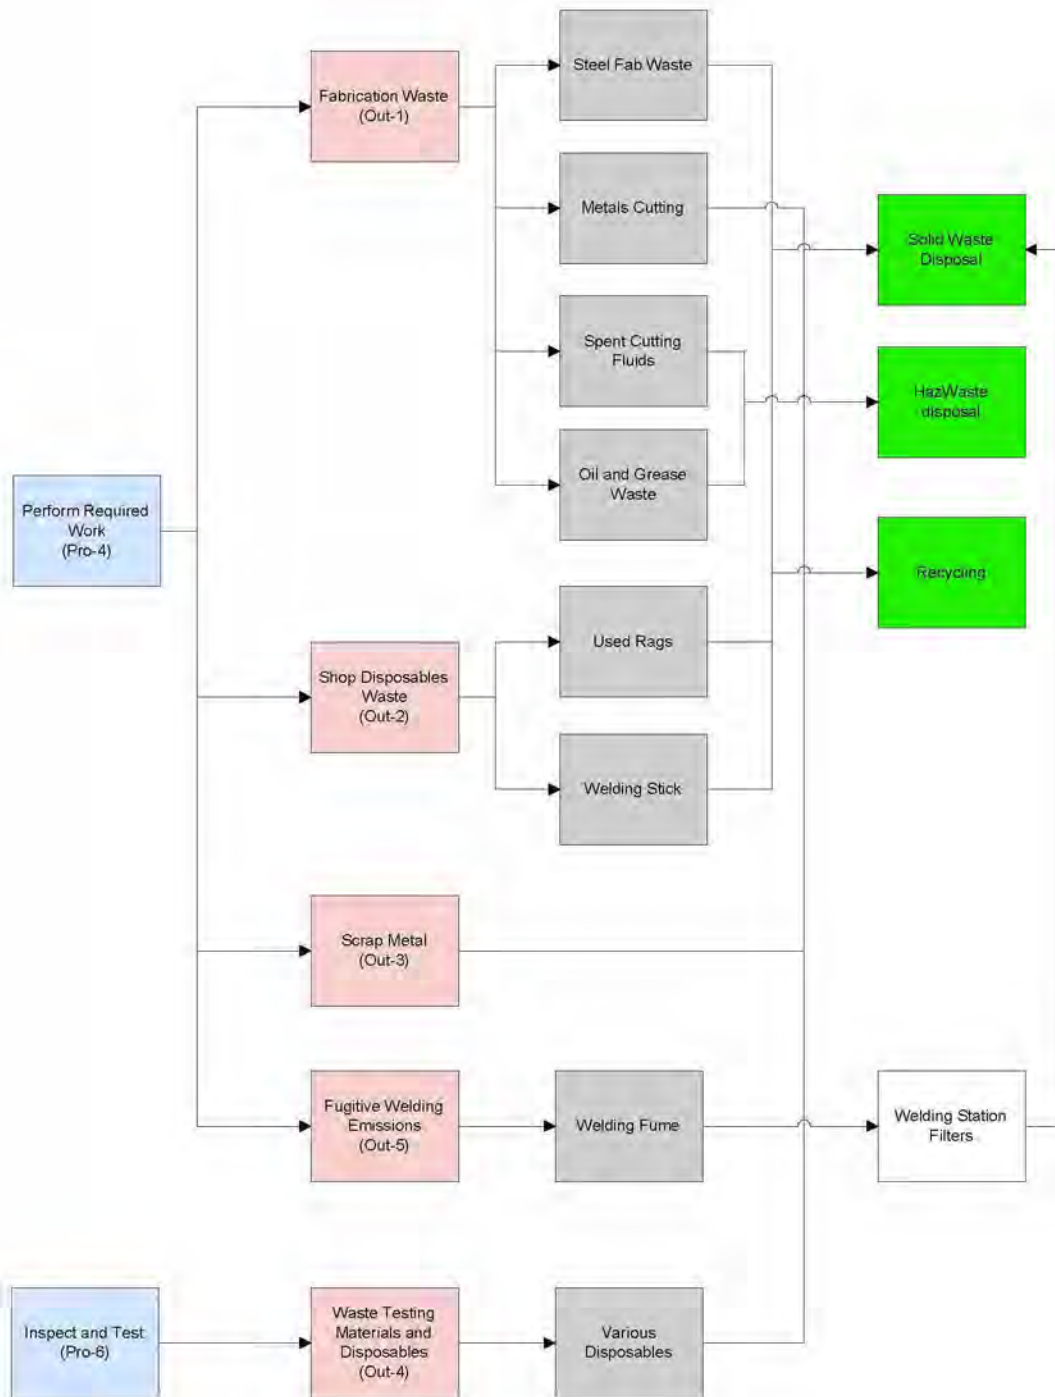 Steel Fab Waste
Fabrication Waste
(Out-1)
Metals Cutting
Solid Waste
Disposal
Spent Cutting
Fluids
HazWaste
disposal
Oil and Grease
Waste
Perform Required
Work
(Pro-4)
Recycling
Used Rags
Shop Disposables
Waste
(Out-2)
Welding Stick
Scrap Metal
(Out-3)
Fugitive Welding
Emissions
(Out-5)
Welding Fume
Welding Station
Filters
Inspect and Test
(Pro-6)
Waste Testing
Materials and
Disposables
(Out-4)
Various
Disposables